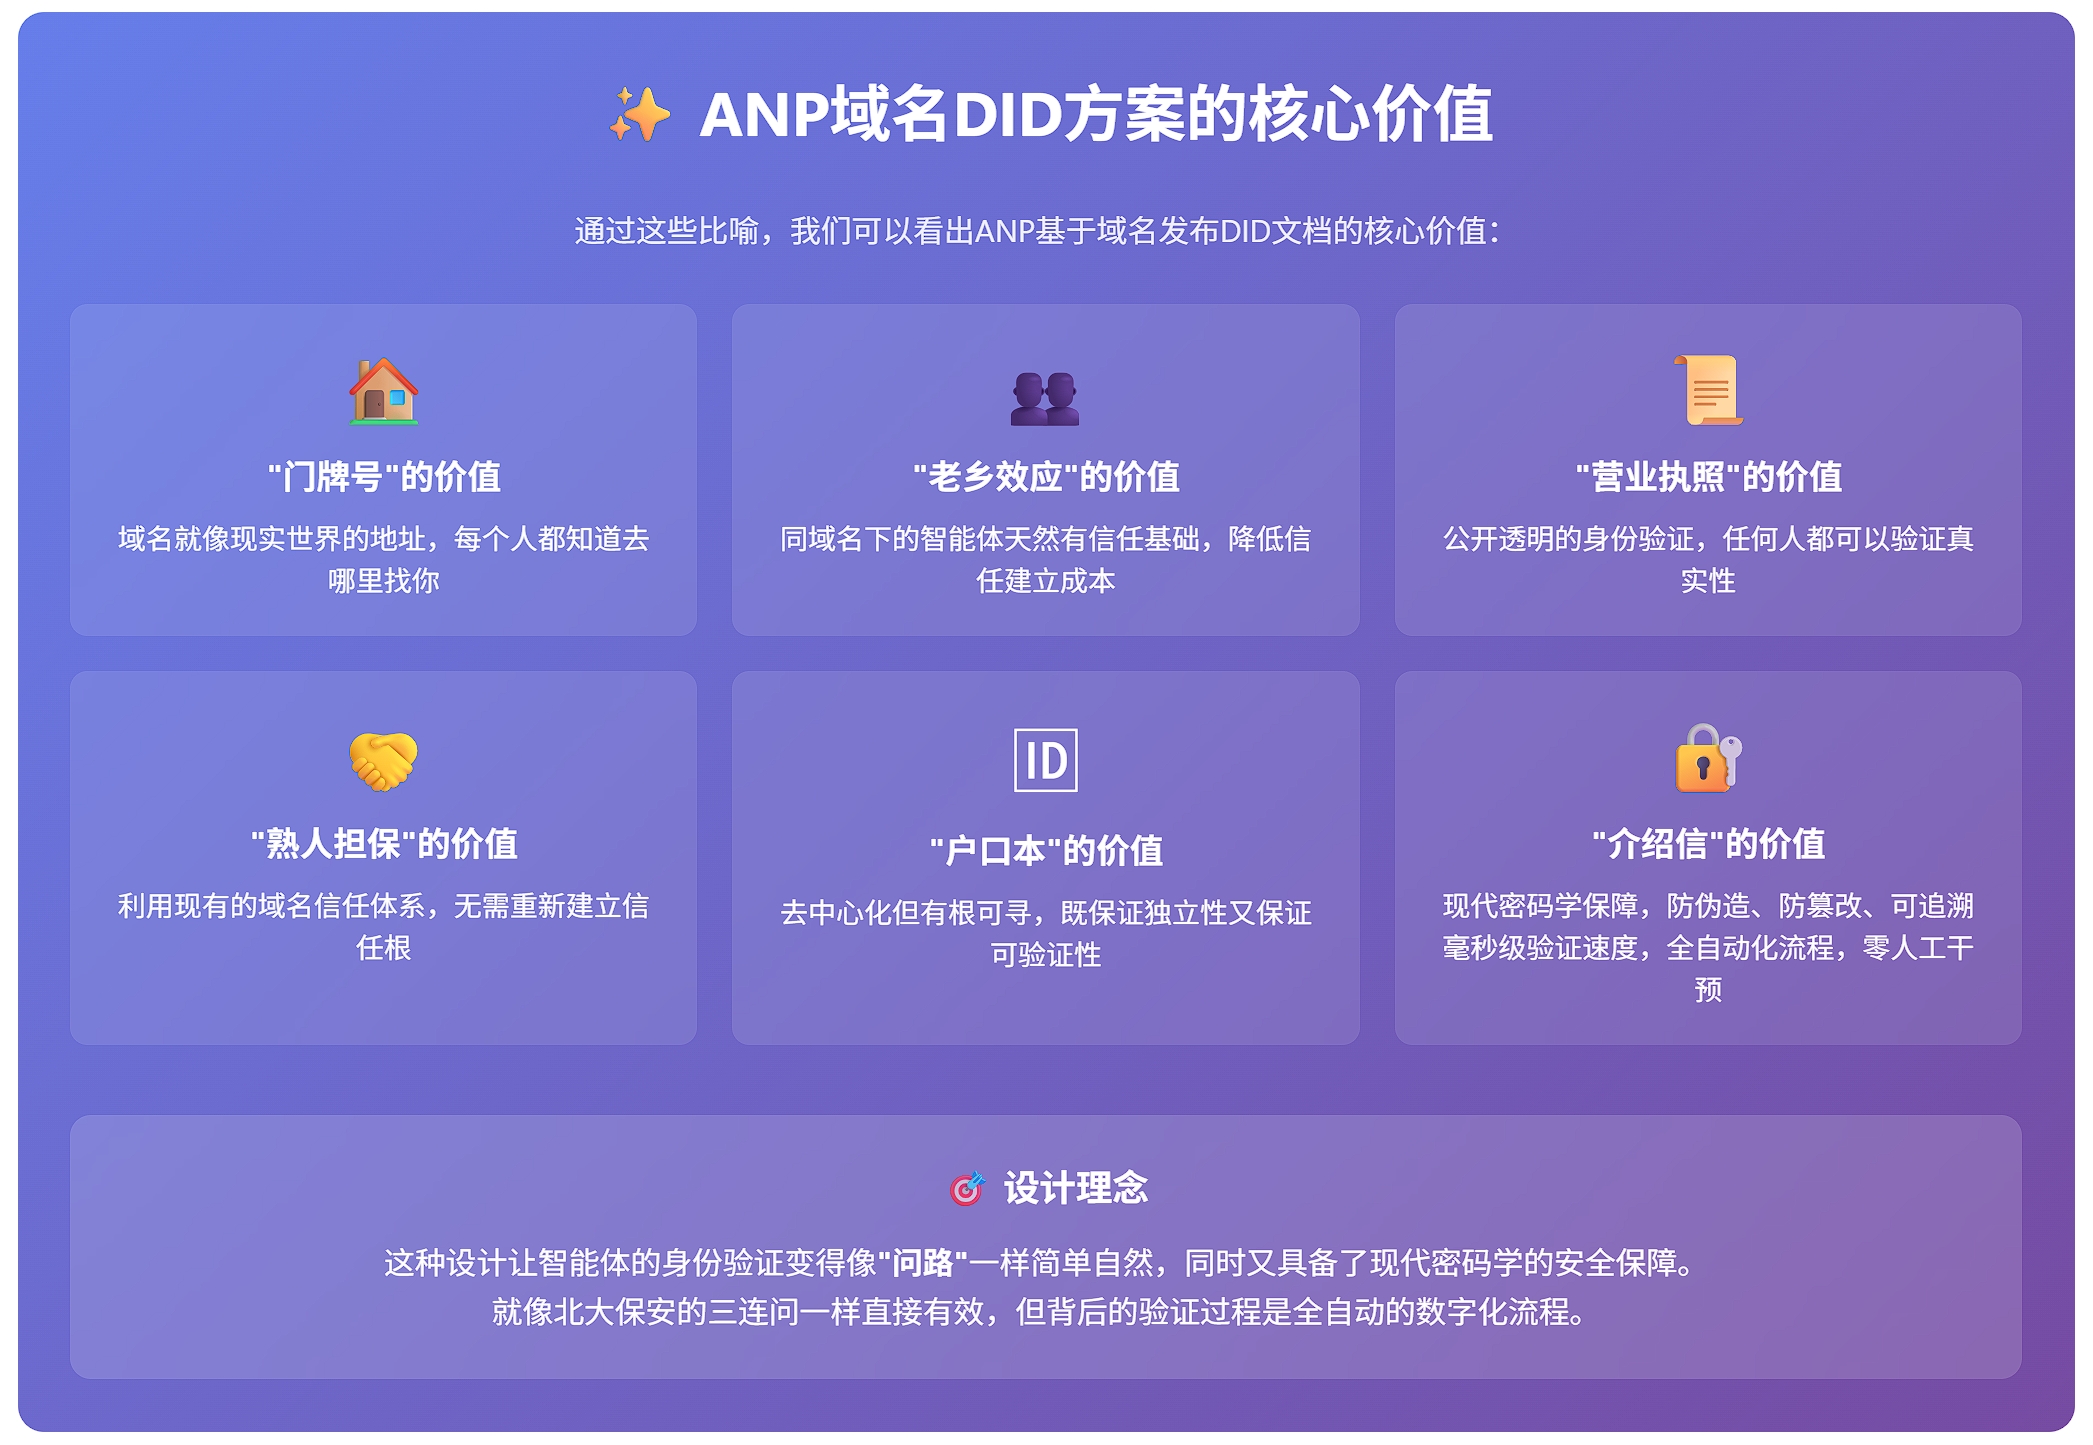 ANP域名DID方案的核心价值
通过这些比喻，我们可以看出ANP基于域名发布DID文档的核心价值：
"门牌号"的价值
域名就像现实世界的地址，每个人都知道去
哪里找你
"老乡效应"的价值
同域名下的智能体天然有信任基础，降低信
任建立成本
"营业执照"的价值
公开透明的身份验证，任何人都可以验证真
实性
"熟人担保"的价值
利用现有的域名信任体系，无需重新建立信
任根
ID
"户口本"的价值
去中心化但有根可寻，既保证独立性又保证
可验证性
"介绍信"的价值
现代密码学保障，防伪造、防篡改、可追溯
毫秒级验证速度，全自动化流程，零人工干
预
设计理念
这种设计让智能体的身份验证变得像"问路"一样简单自然，同时又具备了现代密码学的安全保障。
就像北大保安的三连问一样直接有效，但背后的验证过程是全自动的数字化流程。